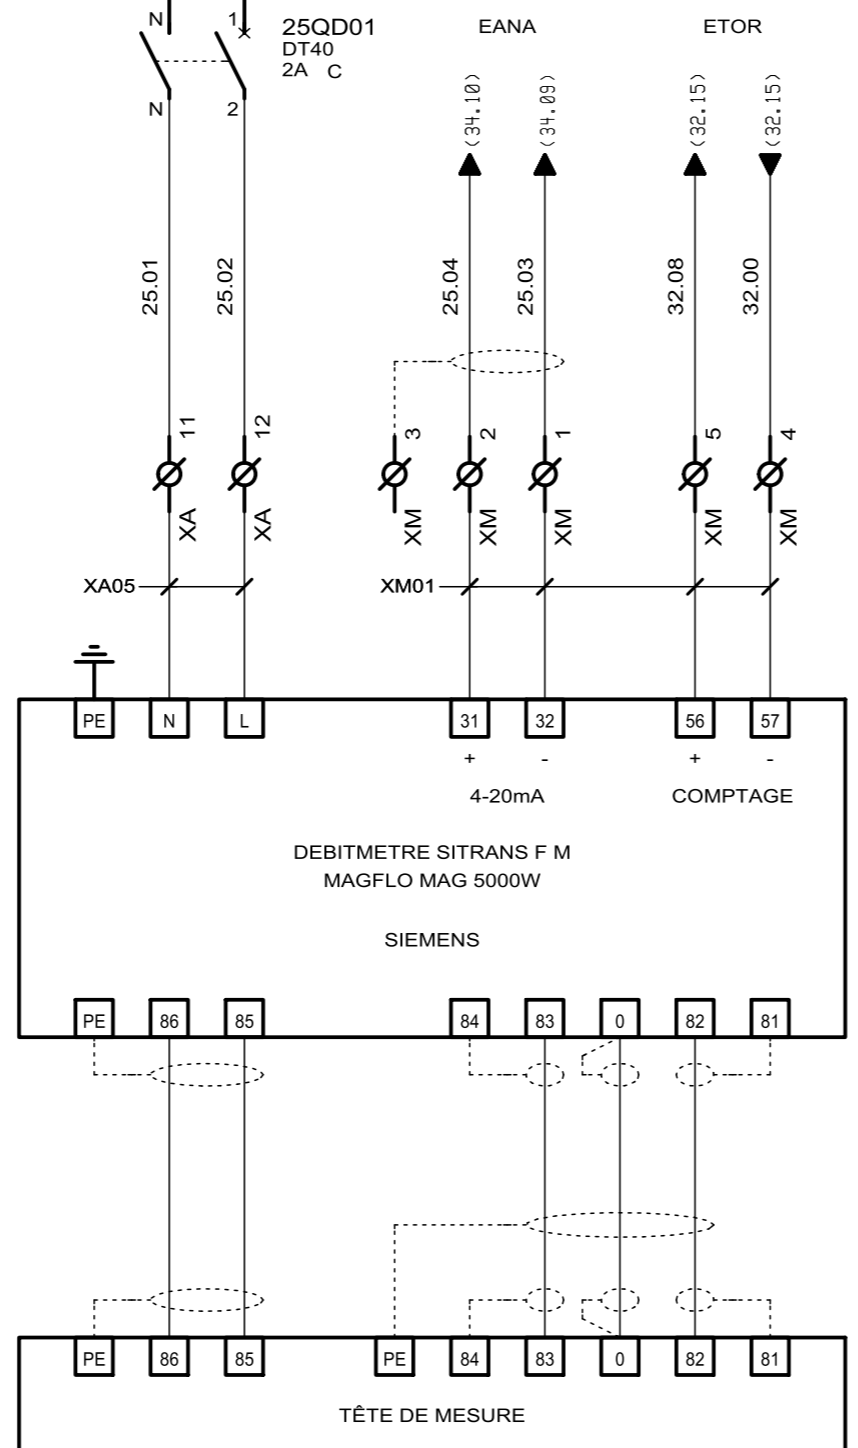 N 1 25QD01 EANA ETOR
DT40
2A C
N 2
(34.10) (34.09) (32.15) (32.15)
25.01 25.02 25.04 25.03 32.08 32.00
11 12 3 2 1 5 4
XA XA XM XM XM XM XM
XA05 XM01
PE N L 31 32 56 57
+ - + -
4-20mA COMPTAGE
DEBITMETRE SITRANS F M
MAGFLO MAG 5000W
SIEMENS
PE 86 85 84 83 0 82 81
PE 86 85 PE 84 83 0 82 81
TÊTE DE MESURE